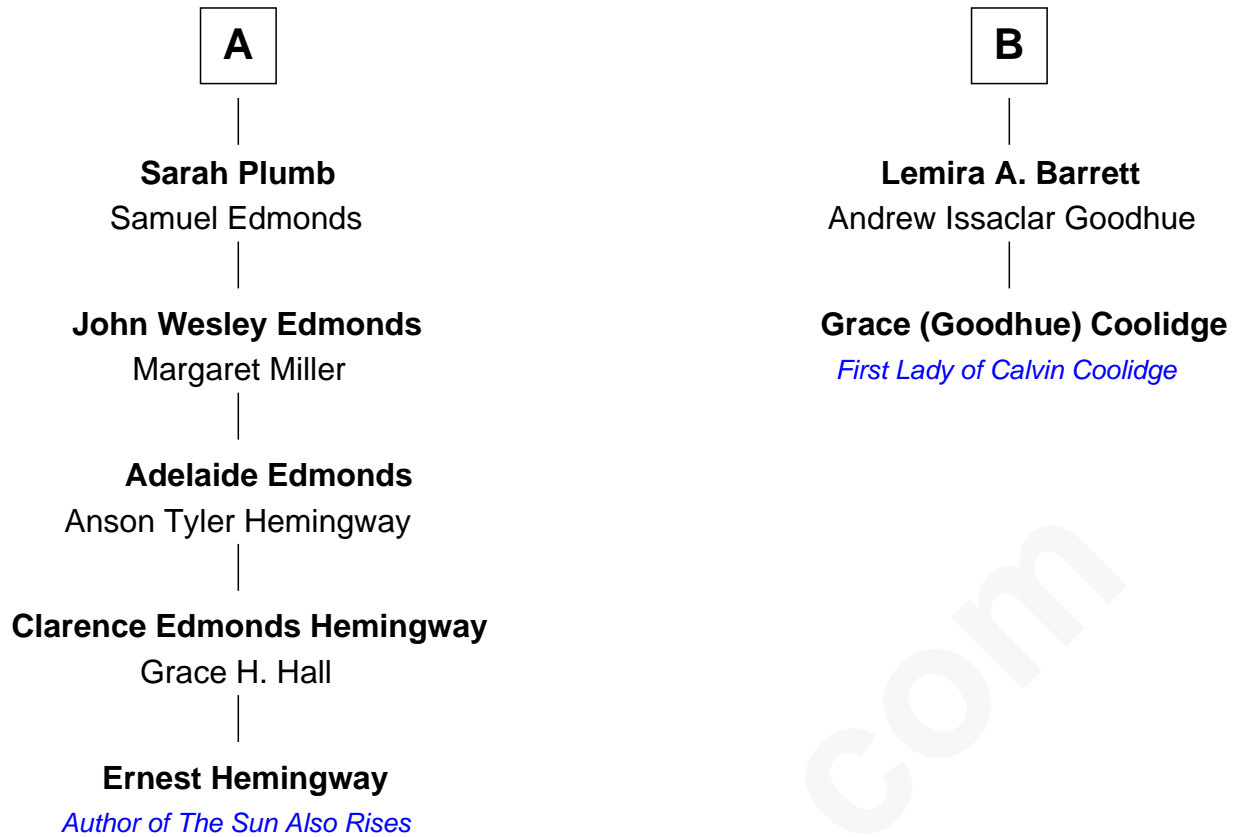 A
Sarah Plumb
Samuel Edmonds
John Wesley Edmonds
Margaret Miller
Adelaide Edmonds
Anson Tyler Hemingway
Clarence Edmonds Hemingway
Grace H. Hall
Ernest Hemingway
Author of The Sun Also Rises
B
Lemira A. Barrett
Andrew Issaclar Goodhue
Grace (Goodhue) Coolidge
First Lady of Calvin Coolidge
com